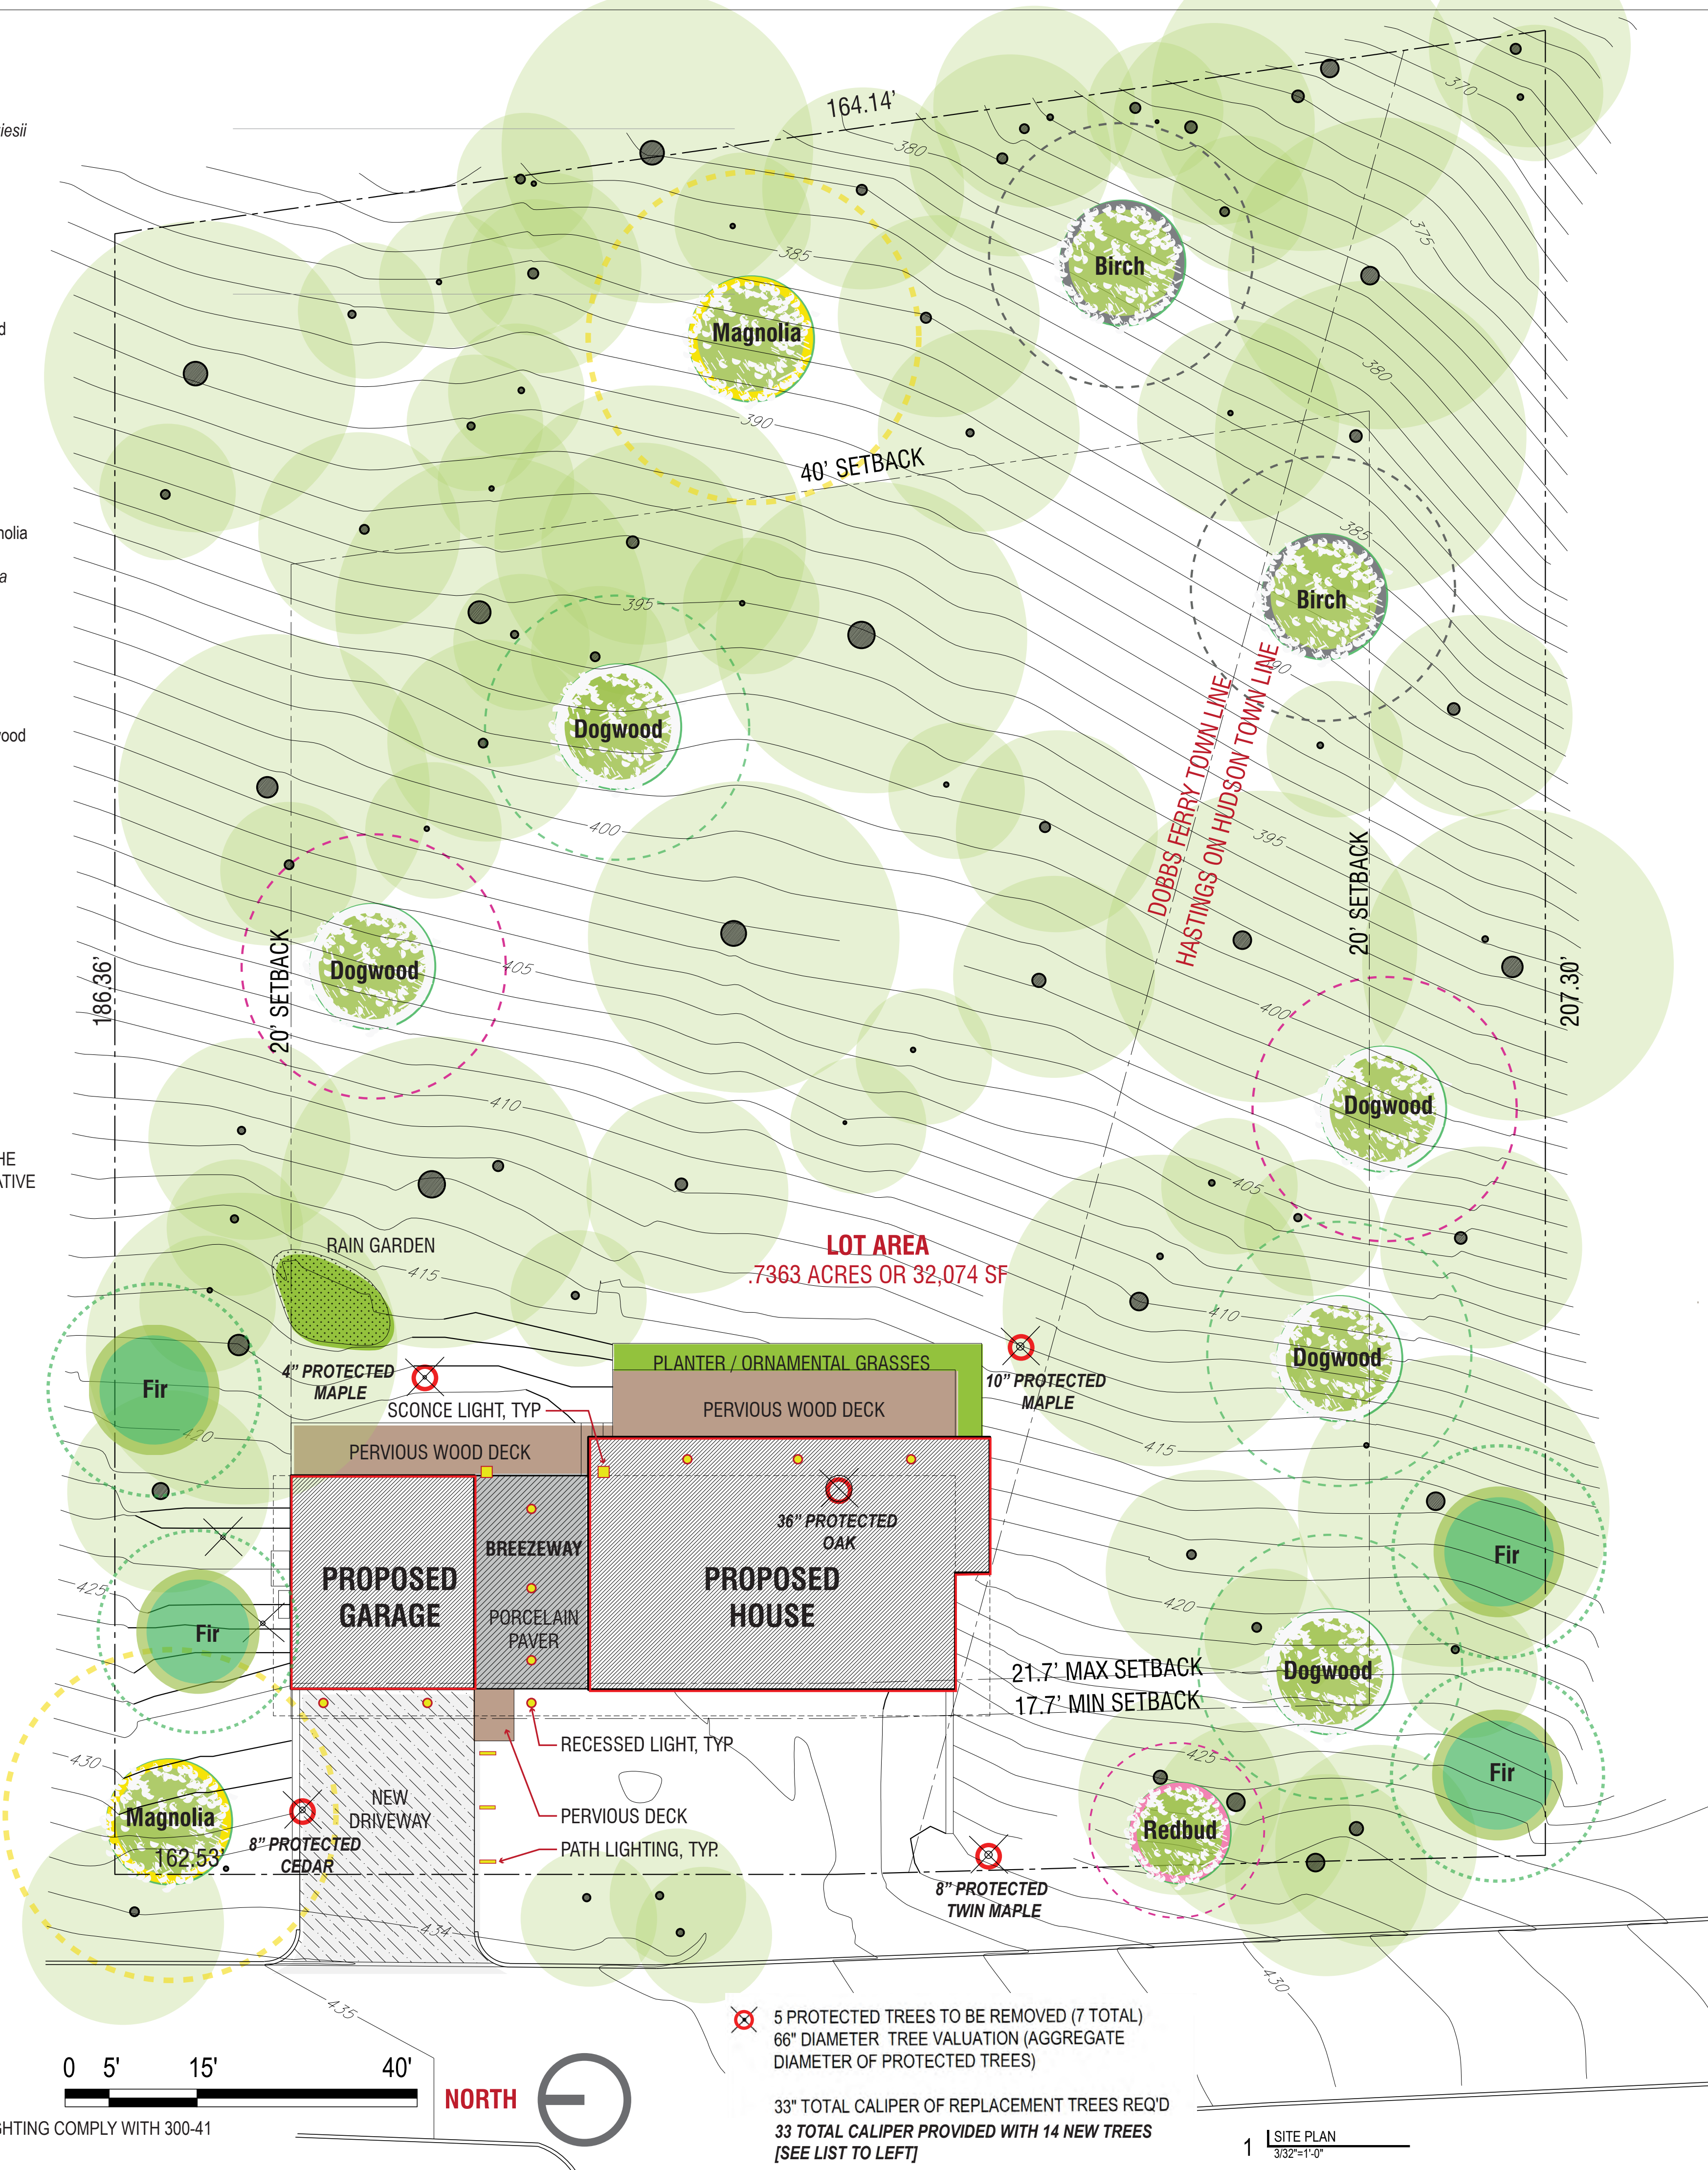 iesii
164.14’
370
380
375
385
Birch
Magnolia
d
380
390
40’ SETBACK
nolia
a
385
Birch
395
390
Dogwood
DOBBS FERRY TOWN LINE
HASTINGS ON HUDSON TOWN LINE
ood
400
395
20’ SETBACK
Dogwood
405
186.36’
20’ SETBACK
207.30’
400
410
Dogwood
HE
ATIVE
405
RAIN GARDEN
415
LOT AREA
.7363 ACRES OR 32,074 SF
410
Fir
4” PROTECTED
MAPLE
PLANTER / ORNAMENTAL GRASSES
10” PROTECTED
MAPLE
Dogwood
SCONCE LIGHT, TYP
PERVIOUS WOOD DECK
420
PERVIOUS WOOD DECK
415
36” PROTECTED
OAK
BREEZEWAY
Fir
PROPOSED
GARAGE
PROPOSED
HOUSE
425
420
PORCELAIN
PAVER
Fir
21.7’ MAX SETBACK
17.7’ MIN SETBACK
Dogwood
RECESSED LIGHT, TYP
430
425
Fir
NEW
DRIVEWAY
PERVIOUS DECK
Magnolia
Redbud
8” PROTECTED
CEDAR
PATH LIGHTING, TYP.
162.53’
8” PROTECTED
TWIN MAPLE
434
435
430
5 PROTECTED TREES TO BE REMOVED (7 TOTAL)
66" DIAMETER TREE VALUATION (AGGREGATE
DIAMETER OF PROTECTED TREES)
33" TOTAL CALIPER OF REPLACEMENT TREES REQ'D
33 TOTAL CALIPER PROVIDED WITH 14 NEW TREES
[SEE LIST TO LEFT]
0 5' 15' 40'
NORTH
GHTING COMPLY WITH 300-41
1 SITE PLAN
3/32"=1'-0"